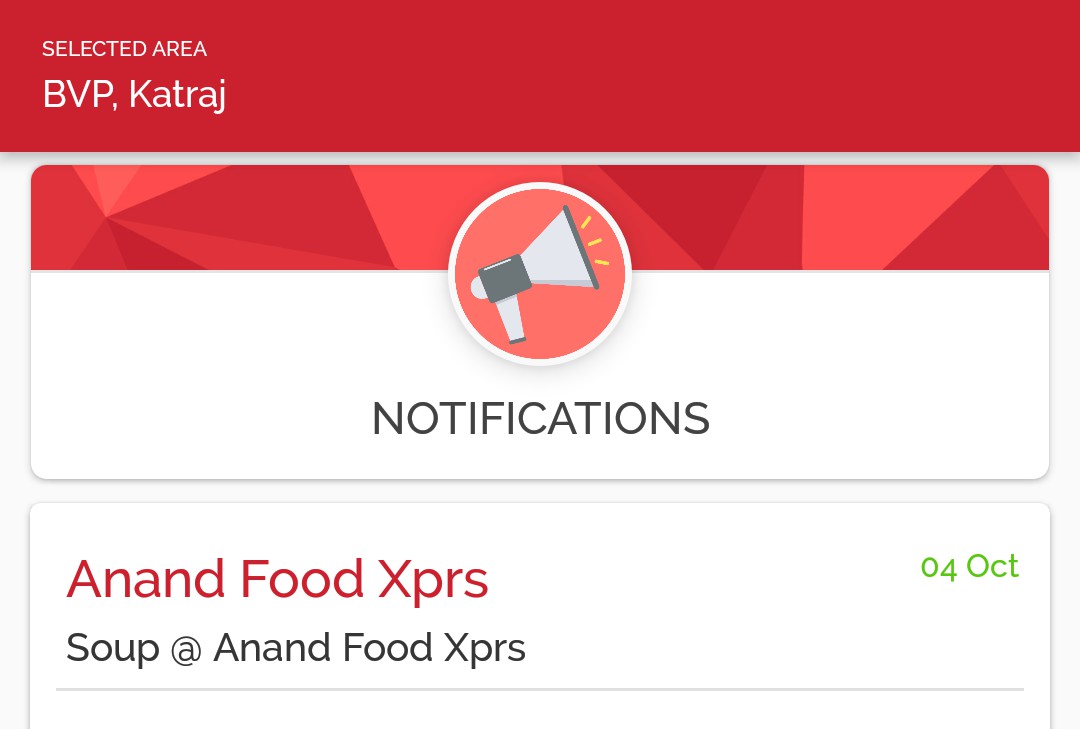 SELECTED AREA
BVP, Katraj
NOTIFICATIONS
Anand Food Xprs
04 Oct
Soup @ Anand Food Xprs